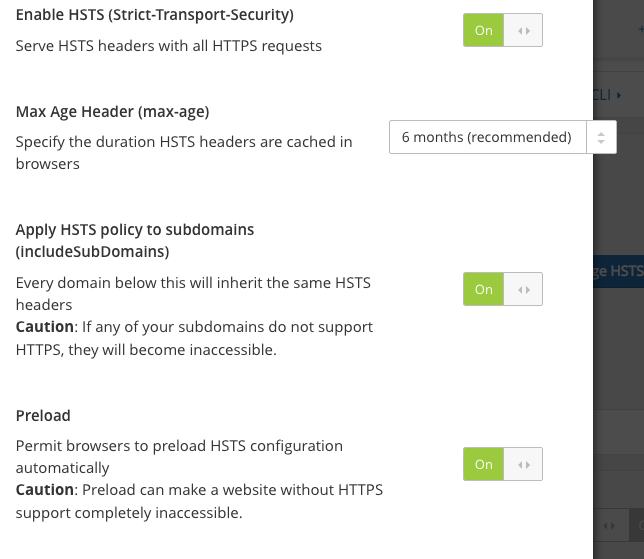 Enable HSTS (Strict-Transport-Security)
Serve HSTS headers with all HTTPS requests
On
CLI
Max Age Header (max-age)
Specify the duration HSTS headers are cached in
browsers
6 months (recommended)
Apply HSTS policy to subdomains
(includeSubDomains)
Every domain below this will inherit the same HSTS
headers
Caution: If any of your subdomains do not support
HTTPS, they will become inaccessible.
On
HSTS
Preload
Permit browsers to preload HSTS configuration
automatically
Caution: Preload can make a website without HTTPS
support completely inaccessible.
On